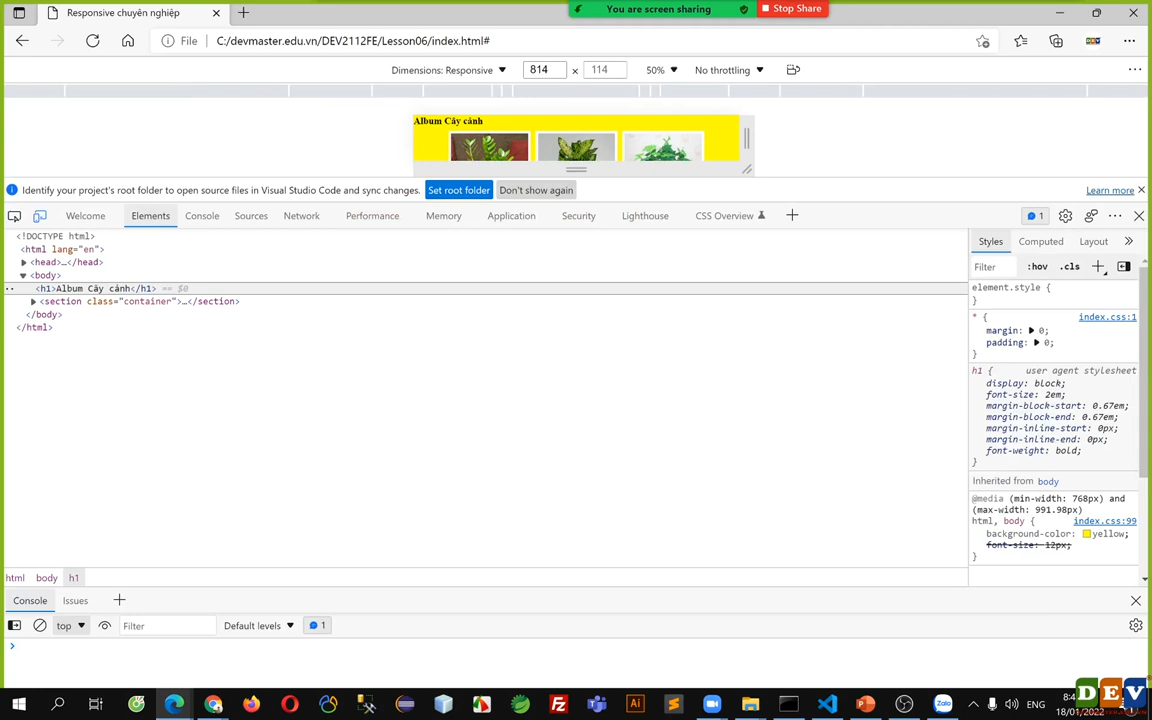 Responsive chuyên nghiệp
You are screen sharing
Stop Share
File
C:/devmaster.edu.vn/DEV2112FE/Lesson06/index.html#
DEV
Dimensions: Responsive
814
×
114
50%
No throttling
Album Cây cảnh
Identify your project's root folder to open source files in Visual Studio Code and sync changes.
Set root folder
Don't show again
Learn more
Welcome
Elements
Console
Sources
Network
Performance
Memory
Application
Security
Lighthouse
CSS Overview
1
<!DOCTYPE html>
<html lang="en">
<head>…</head>
<body>
<h1>Album Cây cảnh</h1> == $0
<section class="container">…</section>
</body>
</html>
Styles
Computed
Layout
Filter
:hov
.cls
element.style {
}
* {
index.css:1
margin: 0;
padding: 0;
}
h1 {
user agent stylesheet
display: block;
font-size: 2em;
margin-block-start: 0.67em;
margin-block-end: 0.67em;
margin-inline-start: 0px;
margin-inline-end: 0px;
font-weight: bold;
}
Inherited from body
@media (min-width: 768px) and
(max-width: 991.98px)
html, body {
index.css:99
background-color: yellow;
font-size: 12px;
}
html
body
h1
Console
Issues
top
Filter
Default levels
1
Zalo
ENG
18/01/2022
DEV